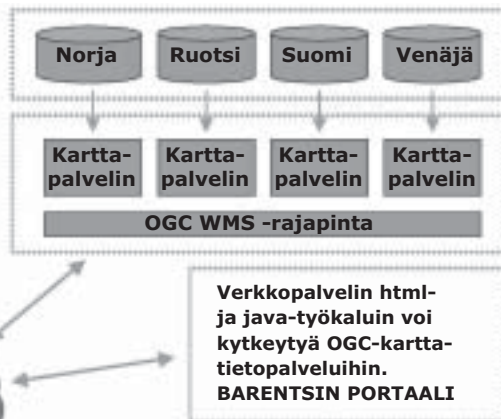 Norja Ruotsi Suomi Venäjä
Kartta- Kartta- Kartta- Kartta-
palvelin palvelin palvelin palvelin
OGC WMS -rajapinta
Verkkopalvelin html-
ja java-työkaluin voi
kytkeytyä OGC-kartta-
tietopalveluihin.
BARENTSIN PORTAALI